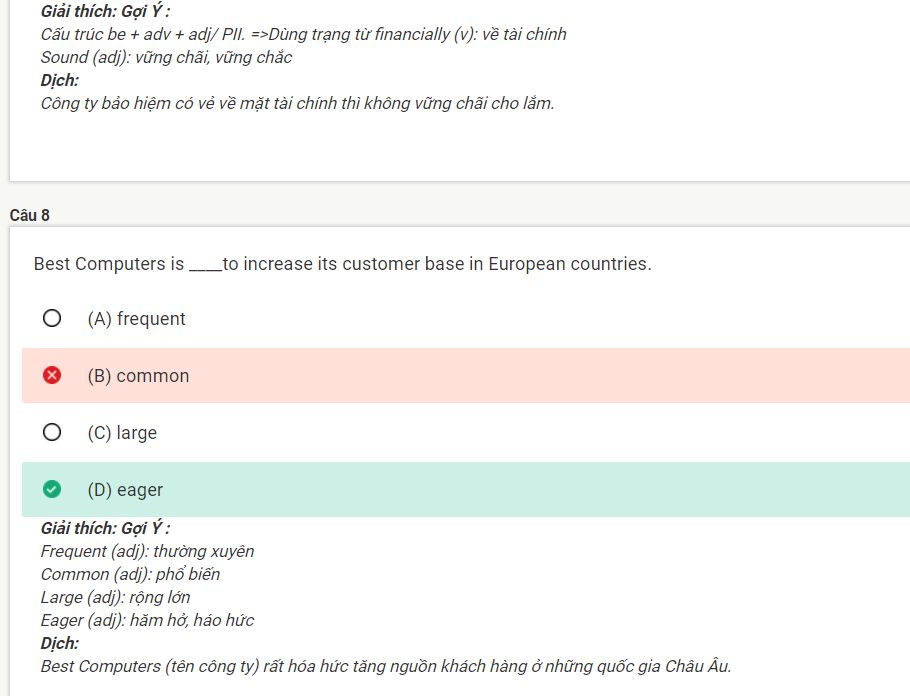 Giải thích: Gợi Ý :
Cấu trúc be + adv + adj/ PII. =>Dùng trạng từ financially (v): về tài chính
Sound (adj): vững chãi, vững chắc
Dịch:
Công ty bảo hiệm có vẻ về mặt tài chính thì không vững chãi cho lắm.
Câu 8
Best Computers is ____to increase its customer base in European countries.
(A) frequent
(B) common
(C) large
(D) eager
Giải thích: Gợi Ý :
Frequent (adj): thường xuyên
Common (adj): phổ biến
Large (adj): rộng lớn
Eager (adj): hăm hở, háo hức
Dịch:
Best Computers (tên công ty) rất hóa hức tăng nguồn khách hàng ở những quốc gia Châu Âu.